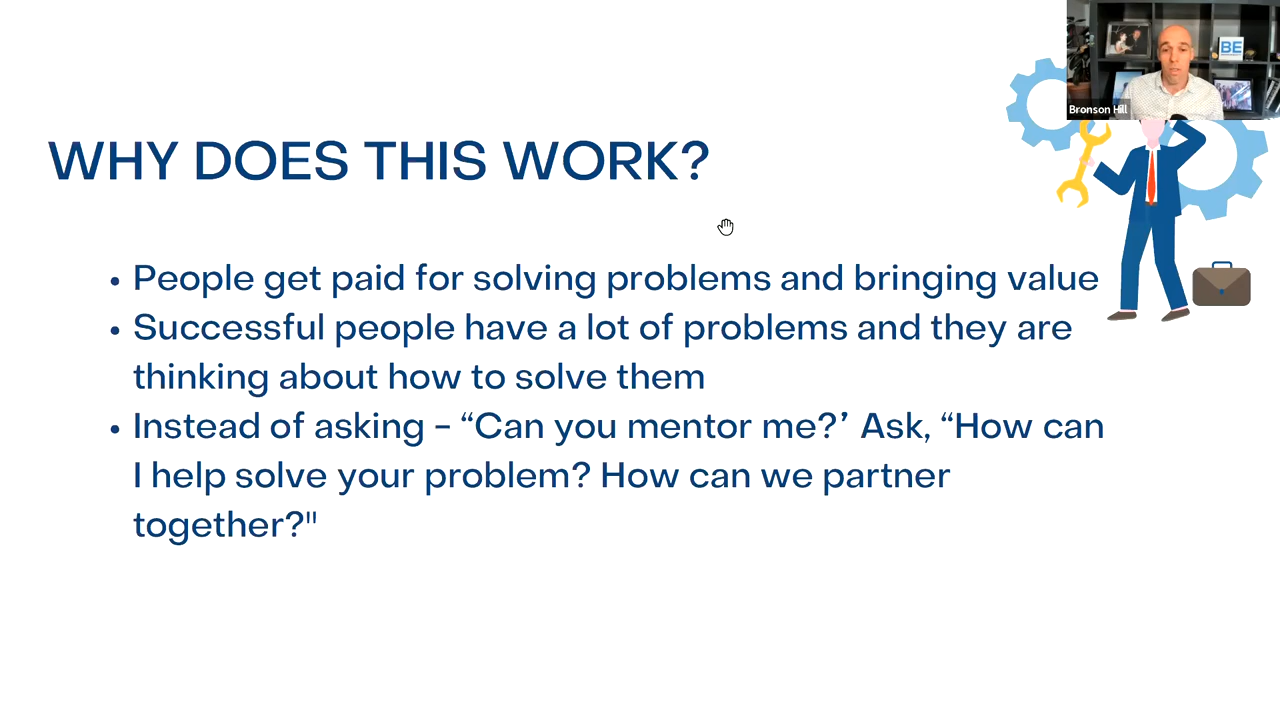 BE
Bronson Hill
WHY DOES THIS WORK?
• People get paid for solving problems and bringing value
• Successful people have a lot of problems and they are
thinking about how to solve them
• Instead of asking - “Can you mentor me?’ Ask, “How can
I help solve your problem? How can we partner
together?"